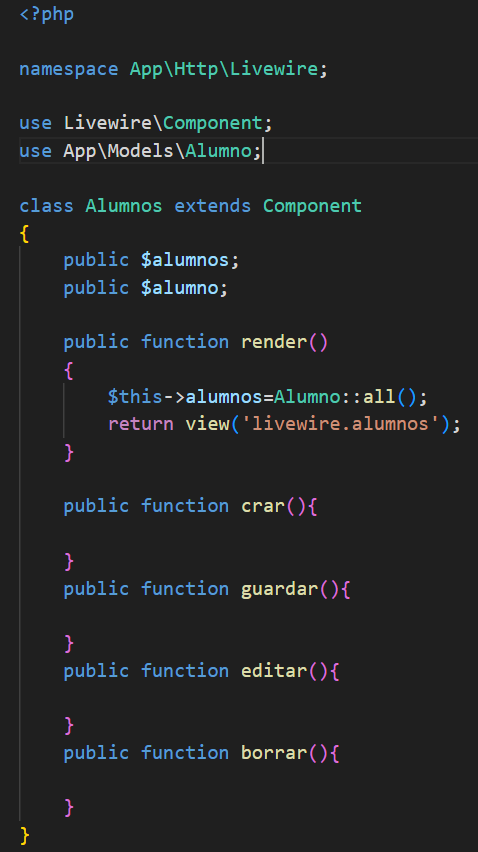 <?php
namespace App\Http\Livewire;
use Livewire\Component;
use App\Models\Alumno;
class Alumnos extends Component
{
    public $alumnos;
    public $alumno;
    public function render()
    {
        $this->alumnos=Alumno::all();
        return view('livewire.alumnos');
    }
    public function crar(){
    }
    public function guardar(){
    }
    public function editar(){
    }
    public function borrar(){
    }
}